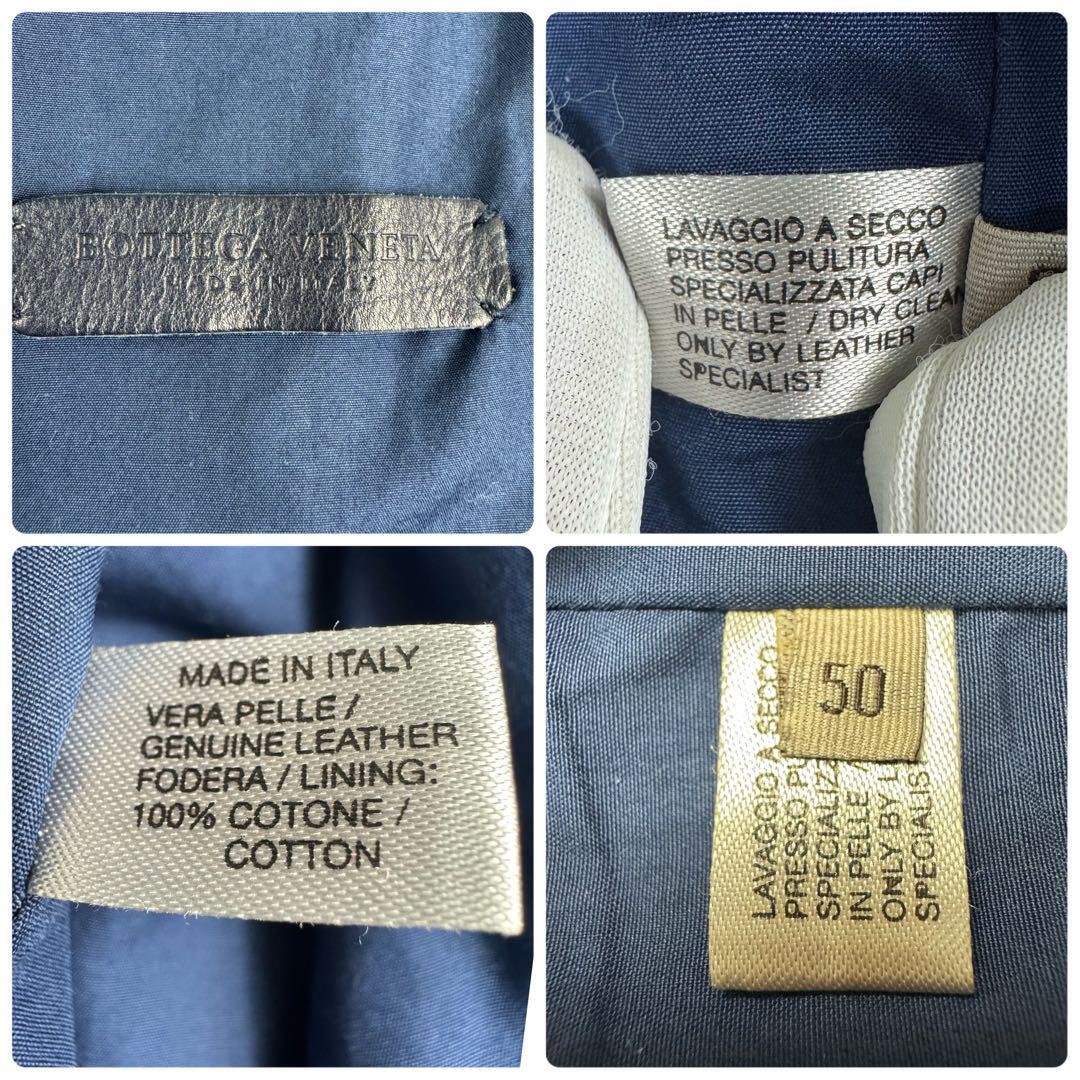 BOTTEGA VENETA
MADE IN ITALY
LAVAGGIO A SECCO
PRESSO PULITURA
SPECIALIZZATA CAPI
IN PELLE / DRY CLEAN
ONLY BY LEATHER
SPECIALIST
MADE IN ITALY
VERA PELLE /
GENUINE LEATHER
FODERA / LINING:
100% COTONE /
COTTON
50
LAVAGGIO A SECCO
PRESSO
IN PELLE /
ONLY BY